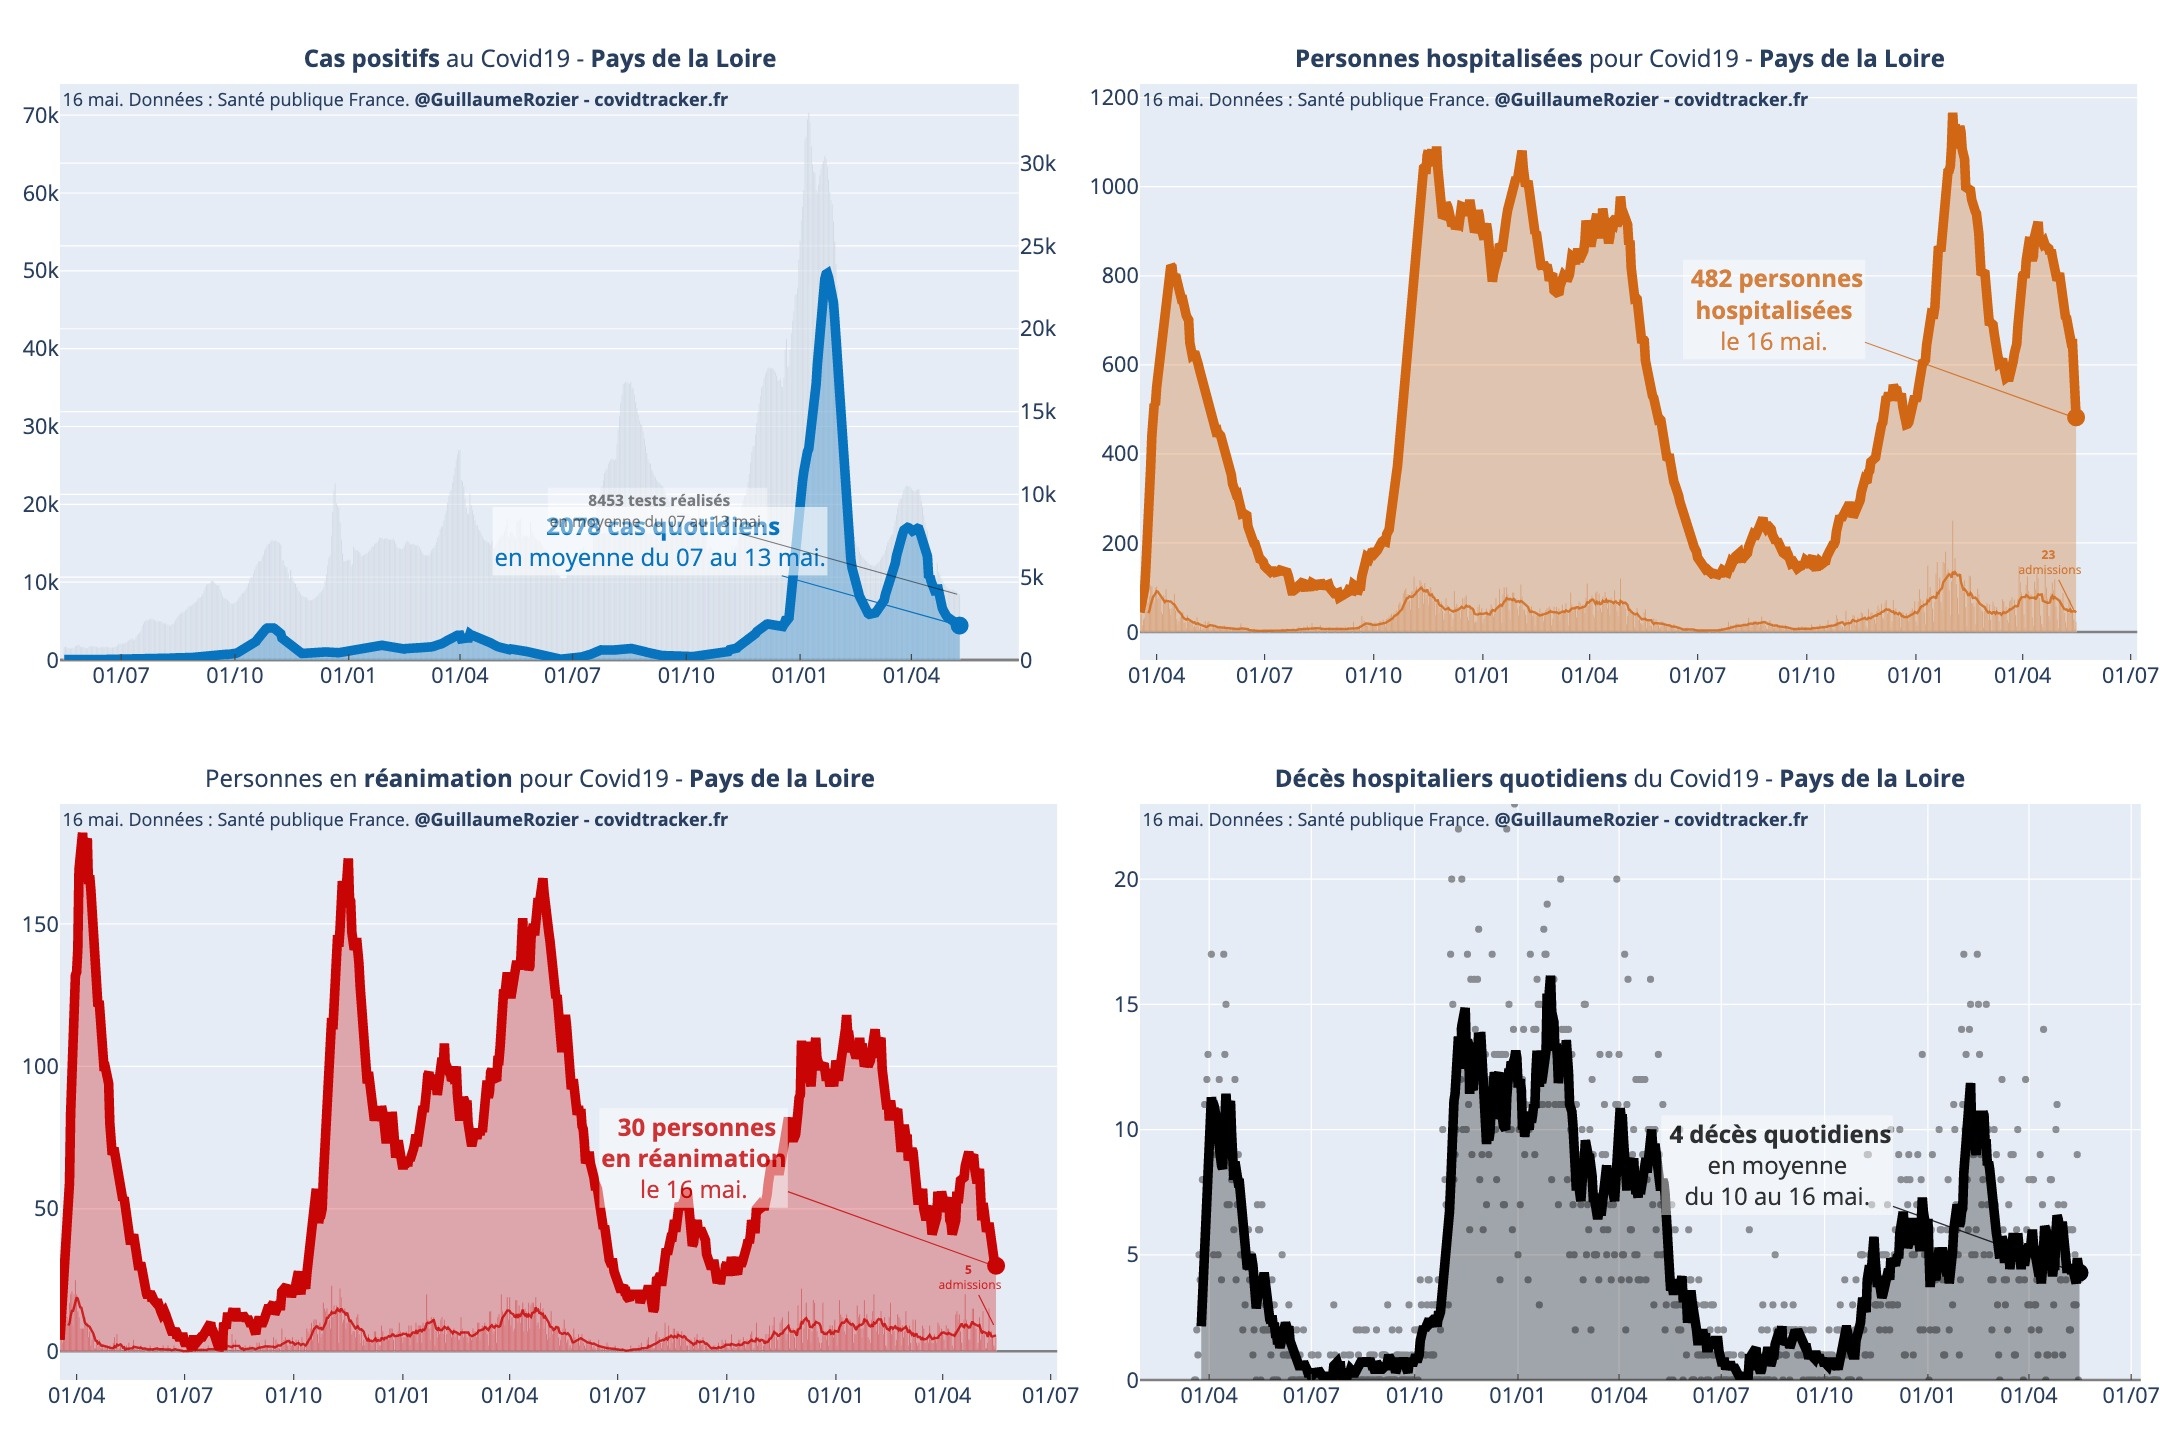 Cas positifs au Covid19 - Pays de la Loire
16 mai. Données : Santé publique France. @GuillaumeRozier - covidtracker.fr
70k
60k
50k
40k
30k
20k
10k
0
30k
25k
20k
15k
10k
5k
0
8453 tests réalisés
en moyenne du 07 au 13 mai.
2078 cas quotidiens
en moyenne du 07 au 13 mai.
01/07 01/10 01/01 01/04 01/07 01/10 01/01 01/04
Personnes hospitalisées pour Covid19 - Pays de la Loire
16 mai. Données : Santé publique France. @GuillaumeRozier - covidtracker.fr
1200
1000
800
600
400
200
0
482 personnes
hospitalisées
le 16 mai.
23
admissions
01/04 01/07 01/10 01/01 01/04 01/07 01/10 01/01 01/04 01/07
Personnes en réanimation pour Covid19 - Pays de la Loire
16 mai. Données : Santé publique France. @GuillaumeRozier - covidtracker.fr
150
100
50
0
30 personnes
en réanimation
le 16 mai.
5
admissions
01/04 01/07 01/10 01/01 01/04 01/07 01/10 01/01 01/04 01/07
Décès hospitaliers quotidiens du Covid19 - Pays de la Loire
16 mai. Données : Santé publique France. @GuillaumeRozier - covidtracker.fr
20
15
10
5
0
4 décès quotidiens
en moyenne
du 10 au 16 mai.
01/04 01/07 01/10 01/01 01/04 01/07 01/10 01/01 01/04 01/07